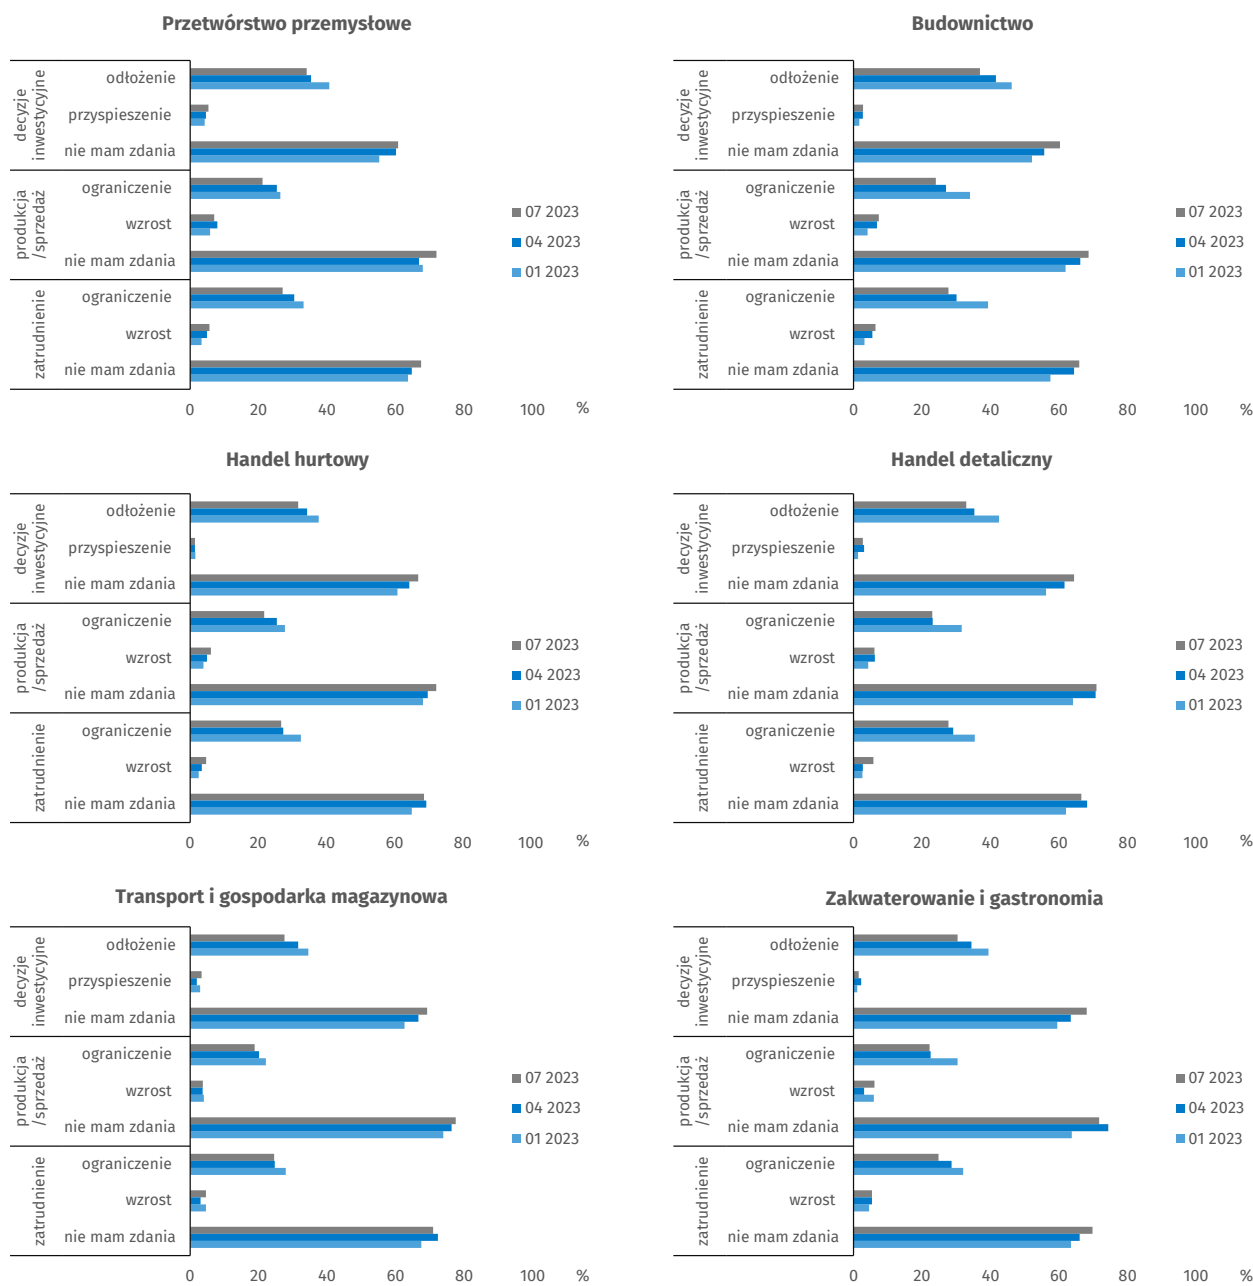 Przetwórstwo przemysłowe
decyzje
inwestycyjne
odłożenie
przyspieszenie
nie mam zdania
produkcja
/sprzedaż
ograniczenie
wzrost
nie mam zdania
zatrudnienie
ograniczenie
wzrost
nie mam zdania
07 2023
04 2023
01 2023
0 20 40 60 80 100 %
Budownictwo
decyzje
inwestycyjne
odłożenie
przyspieszenie
nie mam zdania
produkcja
/sprzedaż
ograniczenie
wzrost
nie mam zdania
zatrudnienie
ograniczenie
wzrost
nie mam zdania
07 2023
04 2023
01 2023
0 20 40 60 80 100 %
Handel hurtowy
decyzje
inwestycyjne
odłożenie
przyspieszenie
nie mam zdania
produkcja
/sprzedaż
ograniczenie
wzrost
nie mam zdania
zatrudnienie
ograniczenie
wzrost
nie mam zdania
07 2023
04 2023
01 2023
0 20 40 60 80 100 %
Handel detaliczny
decyzje
inwestycyjne
odłożenie
przyspieszenie
nie mam zdania
produkcja
/sprzedaż
ograniczenie
wzrost
nie mam zdania
zatrudnienie
ograniczenie
wzrost
nie mam zdania
07 2023
04 2023
01 2023
0 20 40 60 80 100 %
Transport i gospodarka magazynowa
decyzje
inwestycyjne
odłożenie
przyspieszenie
nie mam zdania
produkcja
/sprzedaż
ograniczenie
wzrost
nie mam zdania
zatrudnienie
ograniczenie
wzrost
nie mam zdania
07 2023
04 2023
01 2023
0 20 40 60 80 100 %
Zakwaterowanie i gastronomia
decyzje
inwestycyjne
odłożenie
przyspieszenie
nie mam zdania
produkcja
/sprzedaż
ograniczenie
wzrost
nie mam zdania
zatrudnienie
ograniczenie
wzrost
nie mam zdania
07 2023
04 2023
01 2023
0 20 40 60 80 100 %